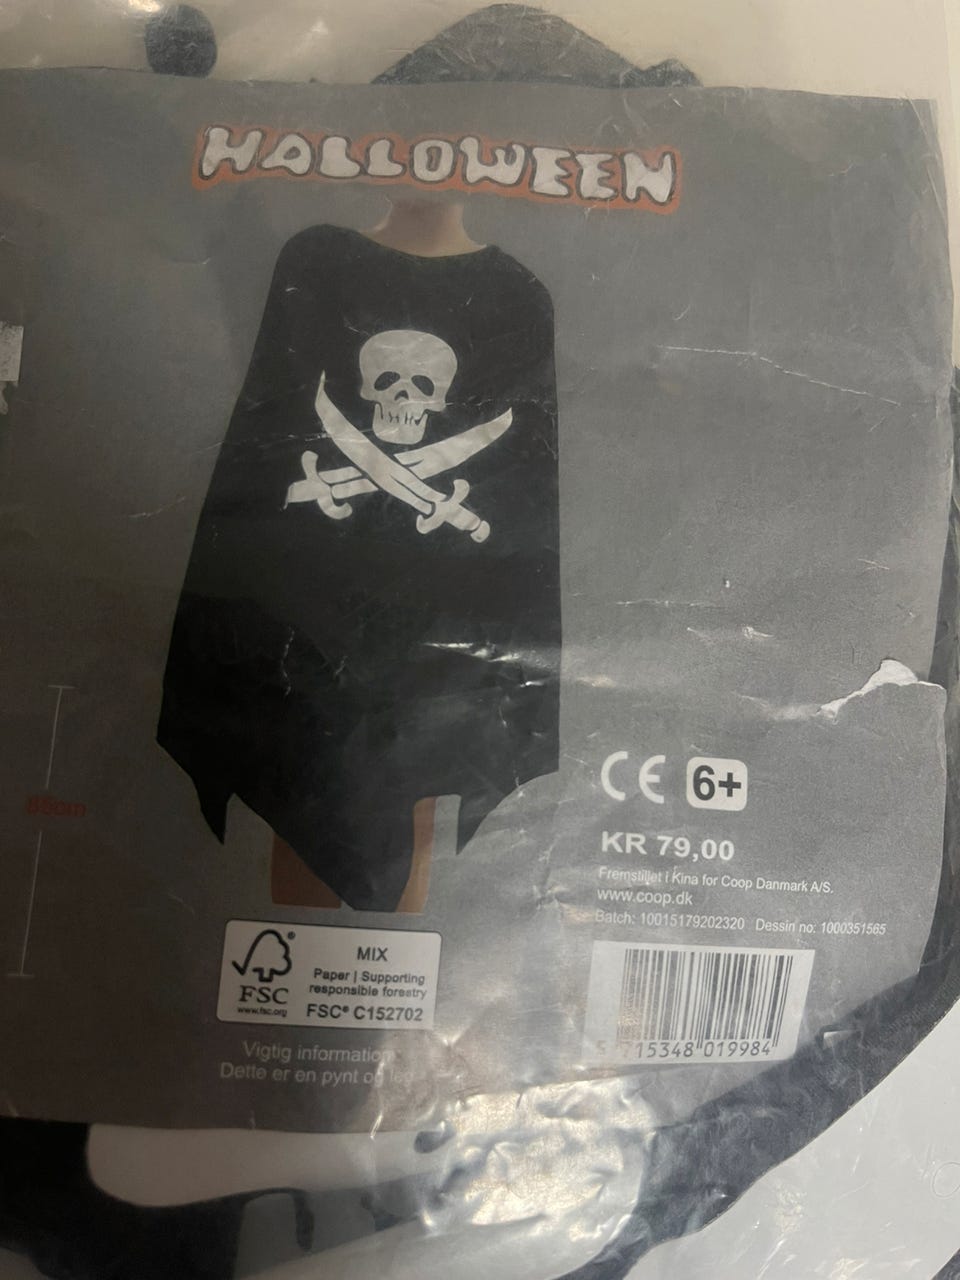 HALLOWEEN
85cm
CE 6+
KR 79,00
Fremstillet i Kina for Coop Danmark A/S.
www.coop.dk
Batch: 10015179202320 Dessin no: 1000351565
FSC®
www.fsc.org
MIX
Paper | Supporting
responsible forestry
FSC® C152702
5 715348 019984
Vigtig information
Dette er en pynt og